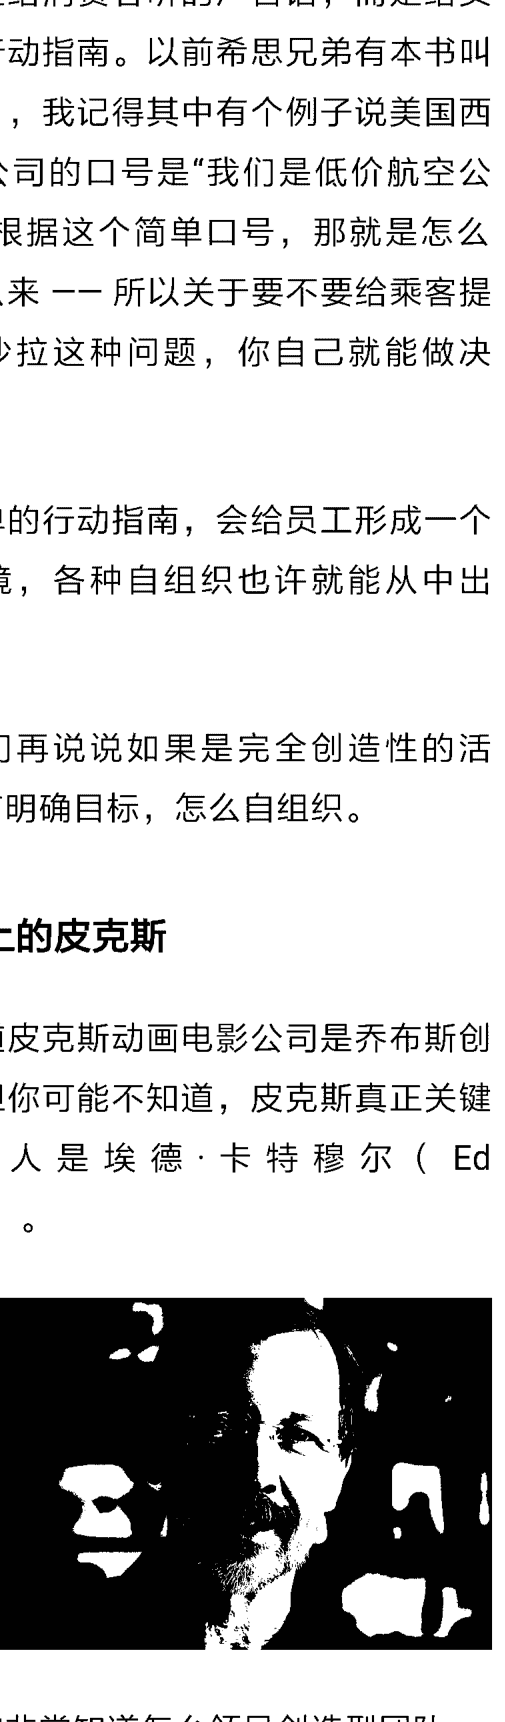 动指南。以前希思兄弟有本书叫
，我记得其中有个例子说美国西
公司的口号是“我们是低价航空公
根据这个简单口号，那就是怎么
来 —— 所以关于要不要给乘客提
沙拉这种问题，你自己就能做决
的行动指南，会给员工形成一个
境，各种自组织也许就能从中出
们再说说如果是完全创造性的活
明确目标，怎么自组织。
上的皮克斯
道皮克斯动画电影公司是乔布斯创
但你可能不知道，皮克斯真正关键
人是埃德·卡特穆尔（ Ed
。